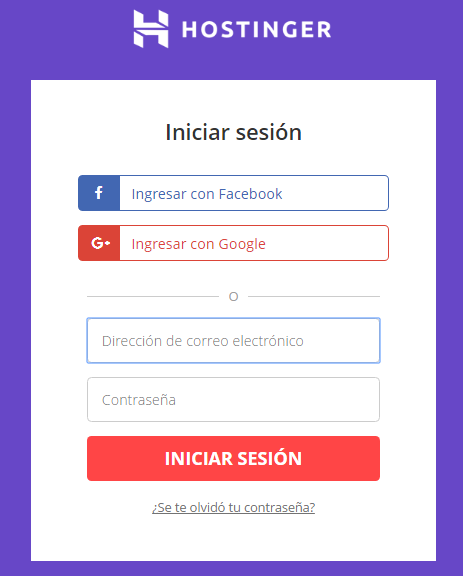 HOSTINGER
Iniciar sesión
Ingresar con Facebook
G+ Ingresar con Google
O
Dirección de correo electrónico
Contraseña
INICIAR SESIÓN
¿Se te olvidó tu contraseña?